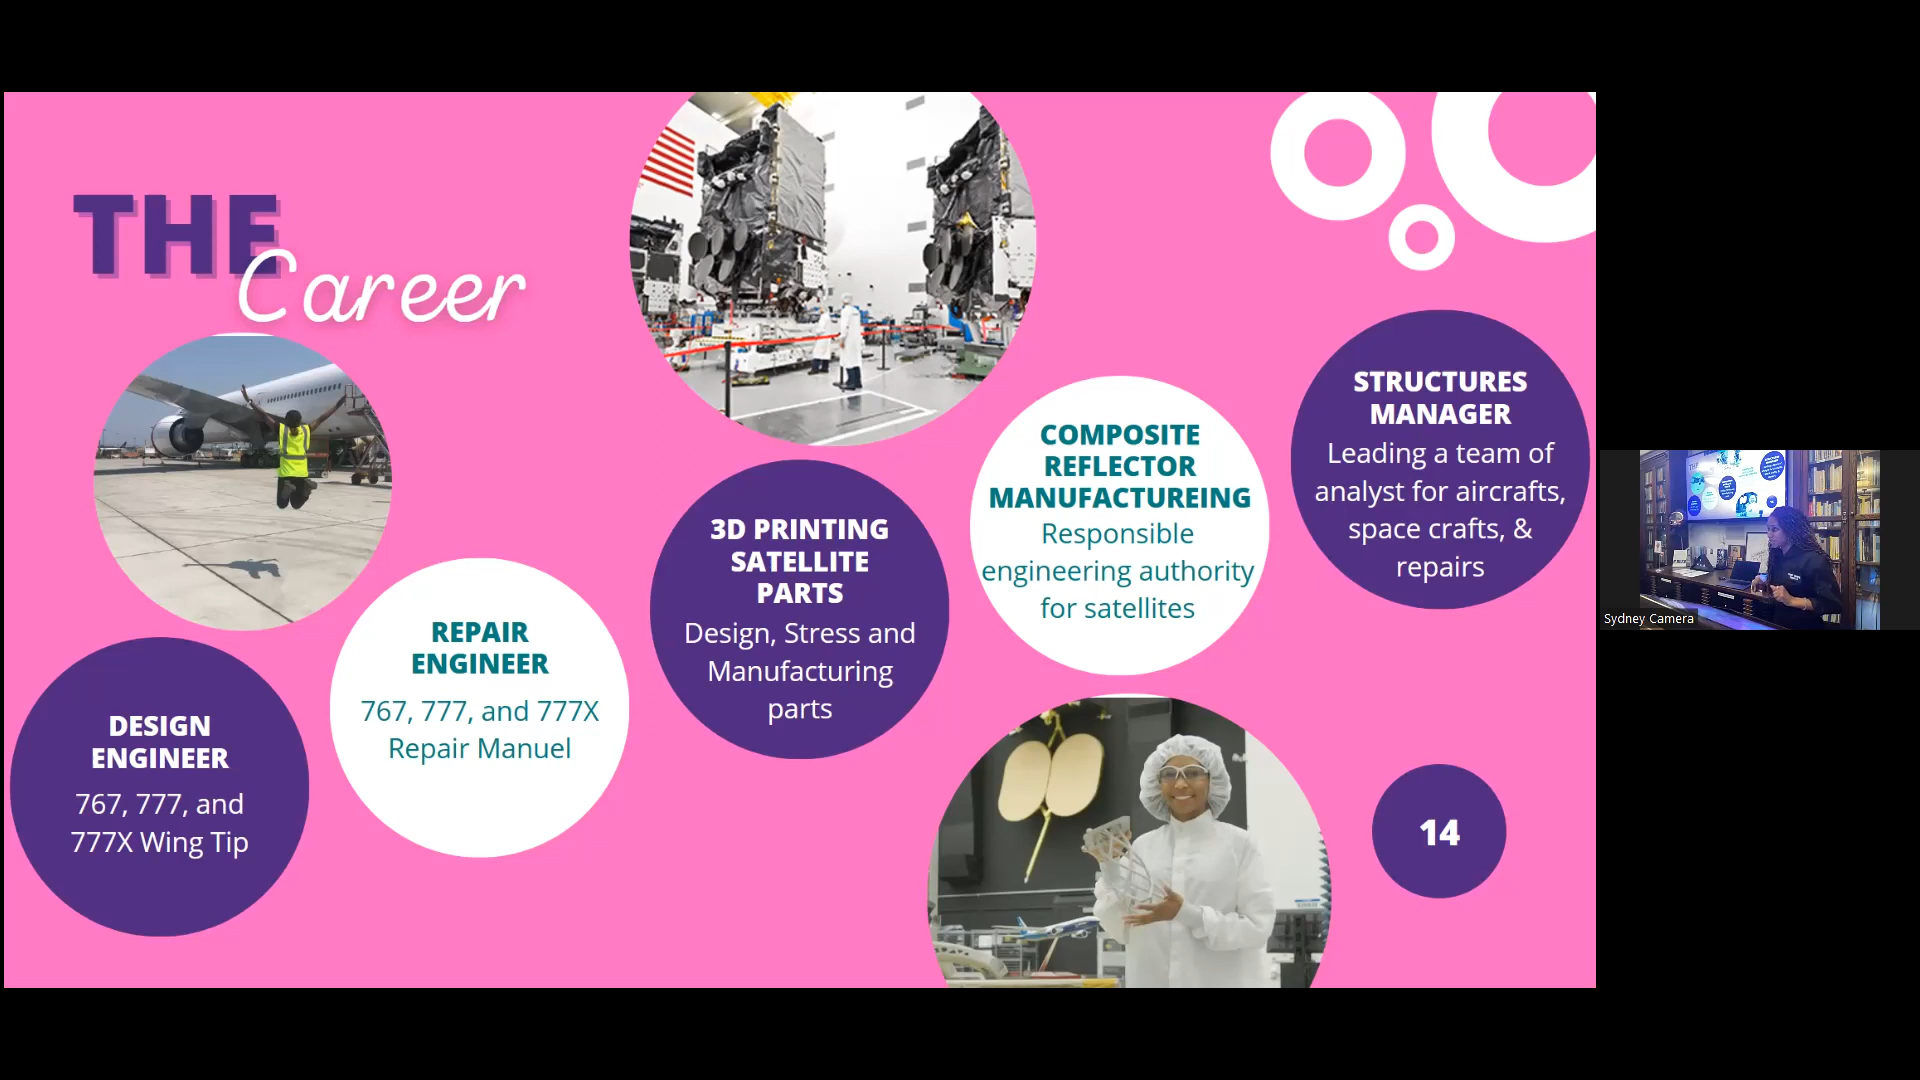 THE
Career
DESIGN
ENGINEER
767, 777, and
777X Wing Tip
REPAIR
ENGINEER
767, 777, and 777X
Repair Manuel
3D PRINTING
SATELLITE
PARTS
Design, Stress and
Manufacturing
parts
COMPOSITE
REFLECTOR
MANUFACTUREING
Responsible
engineering authority
for satellites
STRUCTURES
MANAGER
Leading a team of
analyst for aircrafts,
space crafts, &
repairs
14
Sydney Camera